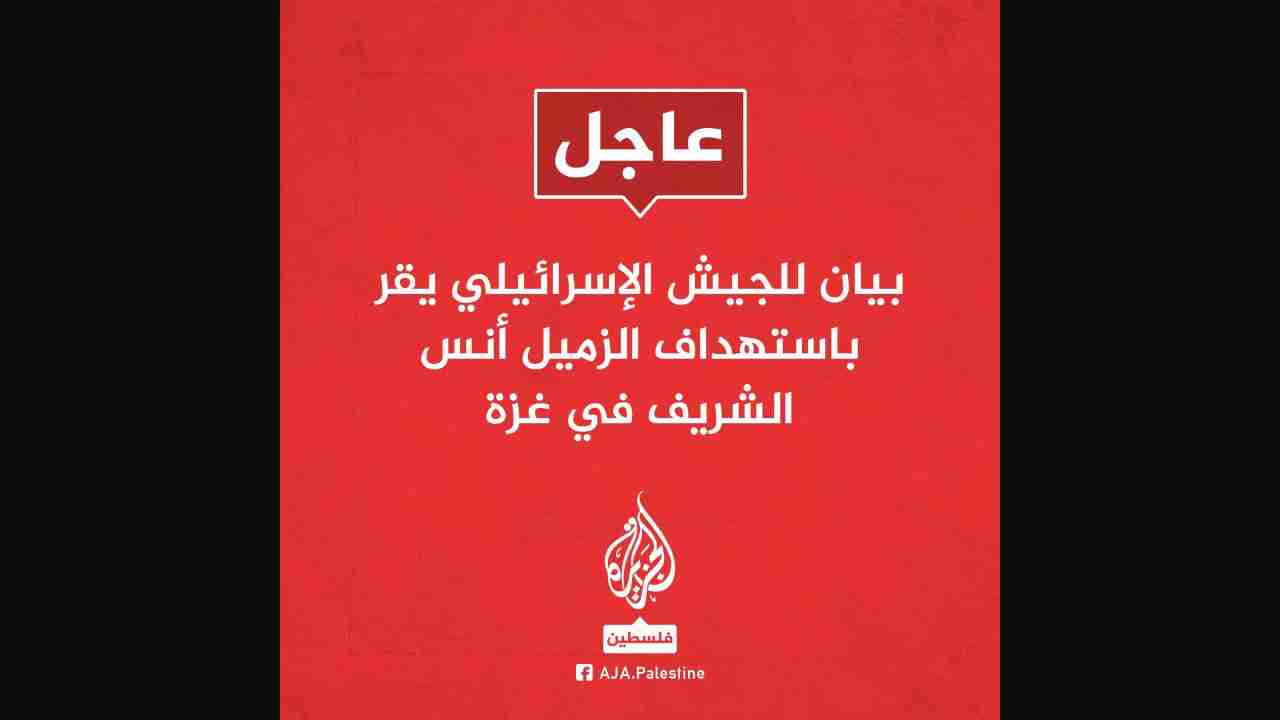 عاجل
بيان للجيش الإسرائيلي يقر
باستهداف الزميل أنس
الشريف في غزة
الجزيرة
فلسطين
AJA.Palestine